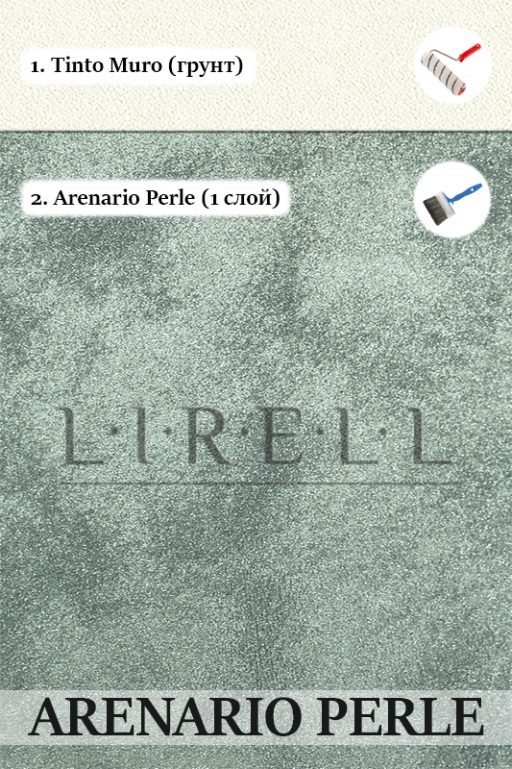 1. Tinto Muro (грунт)
2. Arenario Perle (1 слой)
L·I·R·E·L·L
ARENARIO PERLE